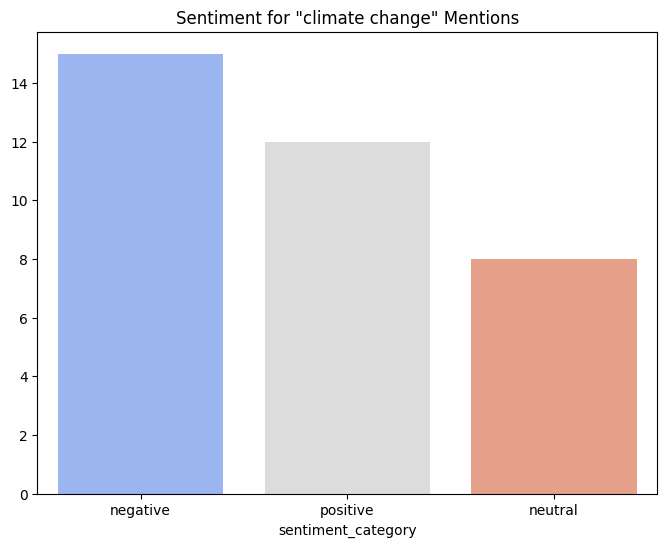 Sentiment for "climate change" Mentions
14
12
10
8
6
4
2
0
negative positive neutral
sentiment_category